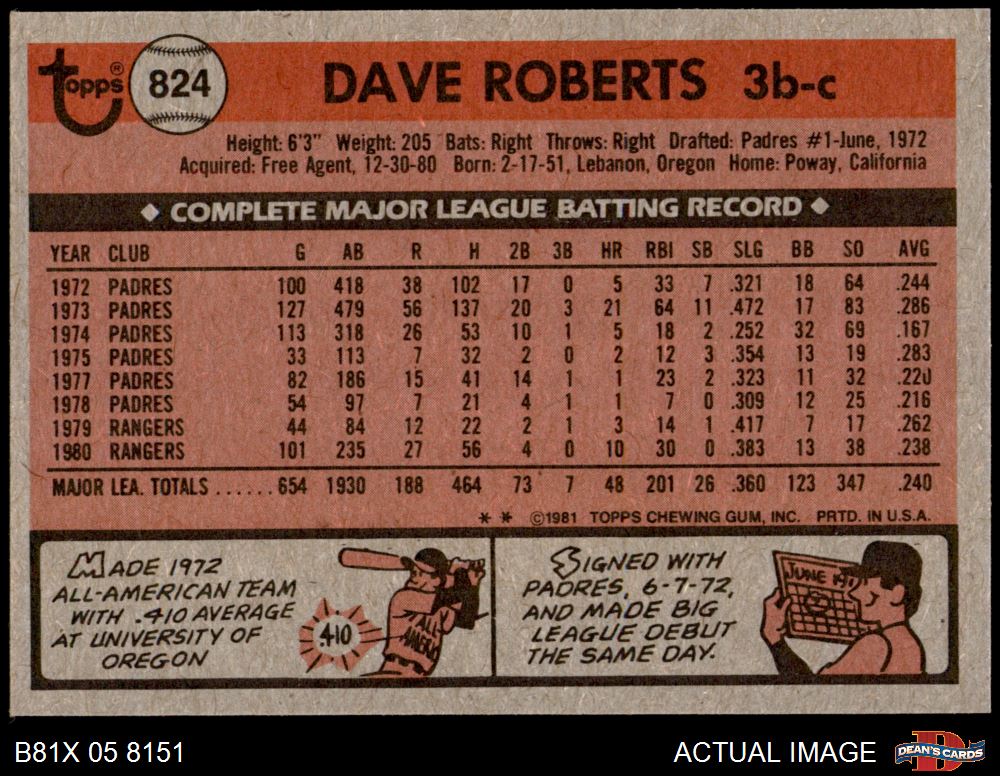 topps® 824 DAVE ROBERTS 3b-c
Height: 6'3" Weight: 205 Bats: Right Throws: Right Drafted: Padres #1-June, 1972
Acquired: Free Agent, 12-30-80 Born: 2-17-51, Lebanon, Oregon Home: Poway, California
◆ COMPLETE MAJOR LEAGUE BATTING RECORD ◆
YEAR CLUB G AB R H 2B 3B HR RBI SB SLG BB SO AVG
1972 PADRES 100 418 38 102 17 0 5 33 7 .321 18 64 .244
1973 PADRES 127 479 56 137 20 3 21 64 11 .472 17 83 .286
1974 PADRES 113 318 26 53 10 1 5 18 2 .252 32 69 .167
1975 PADRES 33 113 7 32 2 0 2 12 3 .354 13 19 .283
1977 PADRES 82 186 15 41 14 1 1 23 2 .323 11 32 .220
1978 PADRES 54 97 7 21 4 1 1 7 0 .309 12 25 .216
1979 RANGERS 44 84 12 22 2 1 3 14 1 .417 7 17 .262
1980 RANGERS 101 235 27 56 4 0 10 30 0 .383 13 38 .238
MAJOR LEA. TOTALS ...... 654 1930 188 464 73 7 48 201 26 .360 123 347 .240
* * ©1981 TOPPS CHEWING GUM, INC. PRTD. IN U.S.A.
MADE 1972
ALL-AMERICAN TEAM
WITH .410 AVERAGE
AT UNIVERSITY OF
OREGON
.410
ALL-
SIGNED WITH
PADRES, 6-7-72,
AND MADE BIG
LEAGUE DEBUT
THE SAME DAY.
JUNE
B81X 05 8151
ACTUAL IMAGE
DEAN'S CARDS